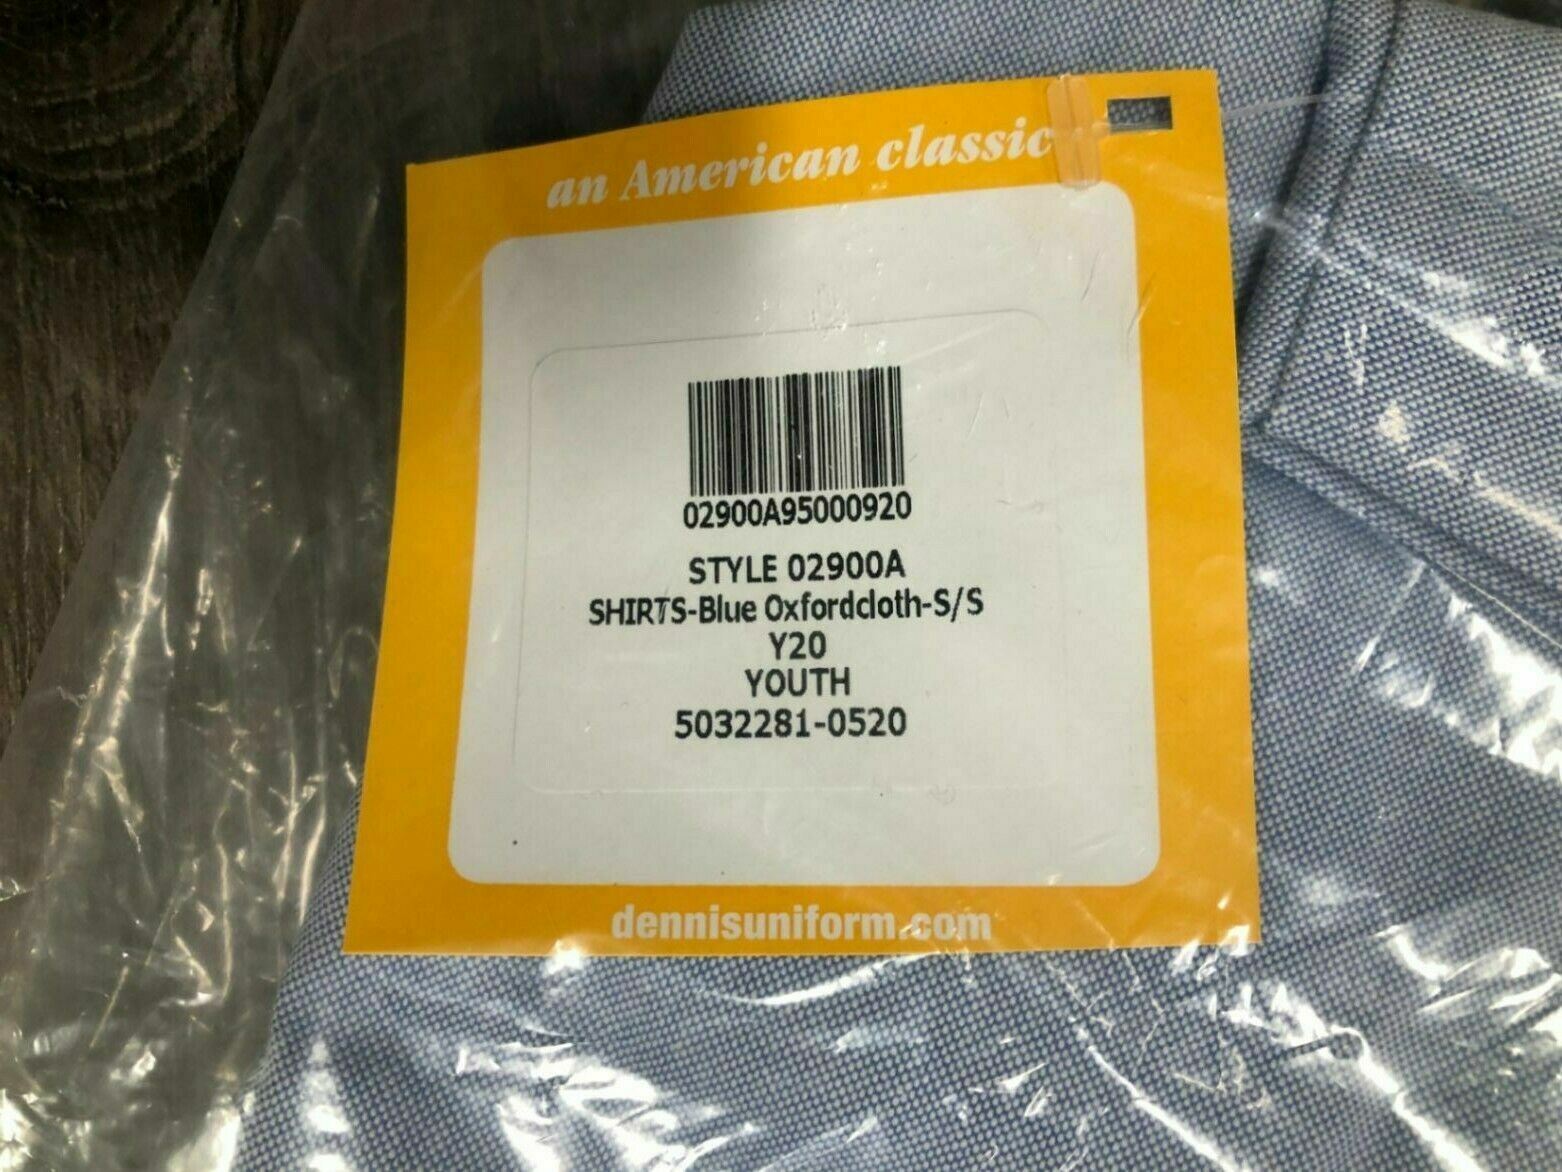 an American classic
02900A95000920
STYLE 02900A
SHIRTS-Blue Oxfordcloth-S/S
Y20
YOUTH
5032281-0520
dennisuniform.com